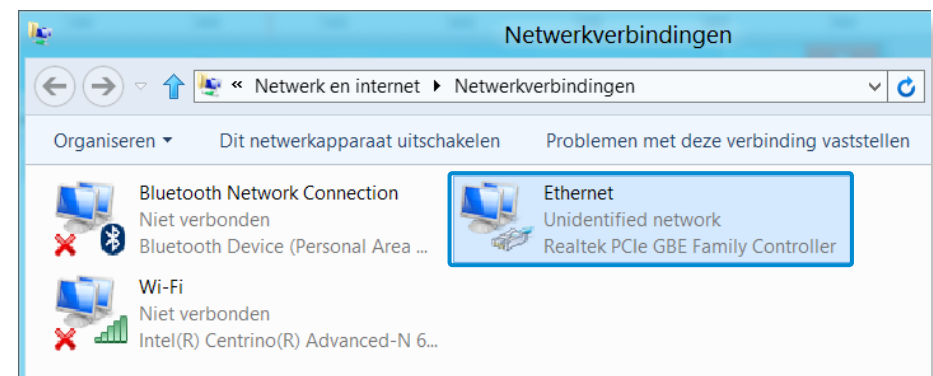 Netwerkverbindingen
« Netwerk en internet Netwerkverbindingen
Organiseren Dit netwerkapparaat uitschakelen Problemen met deze verbinding vaststellen
Bluetooth Network Connection
Niet verbonden
Bluetooth Device (Personal Area ...
Ethernet
Unidentified network
Realtek PCIe GBE Family Controller
Wi-Fi
Niet verbonden
Intel(R) Centrino(R) Advanced-N 6...